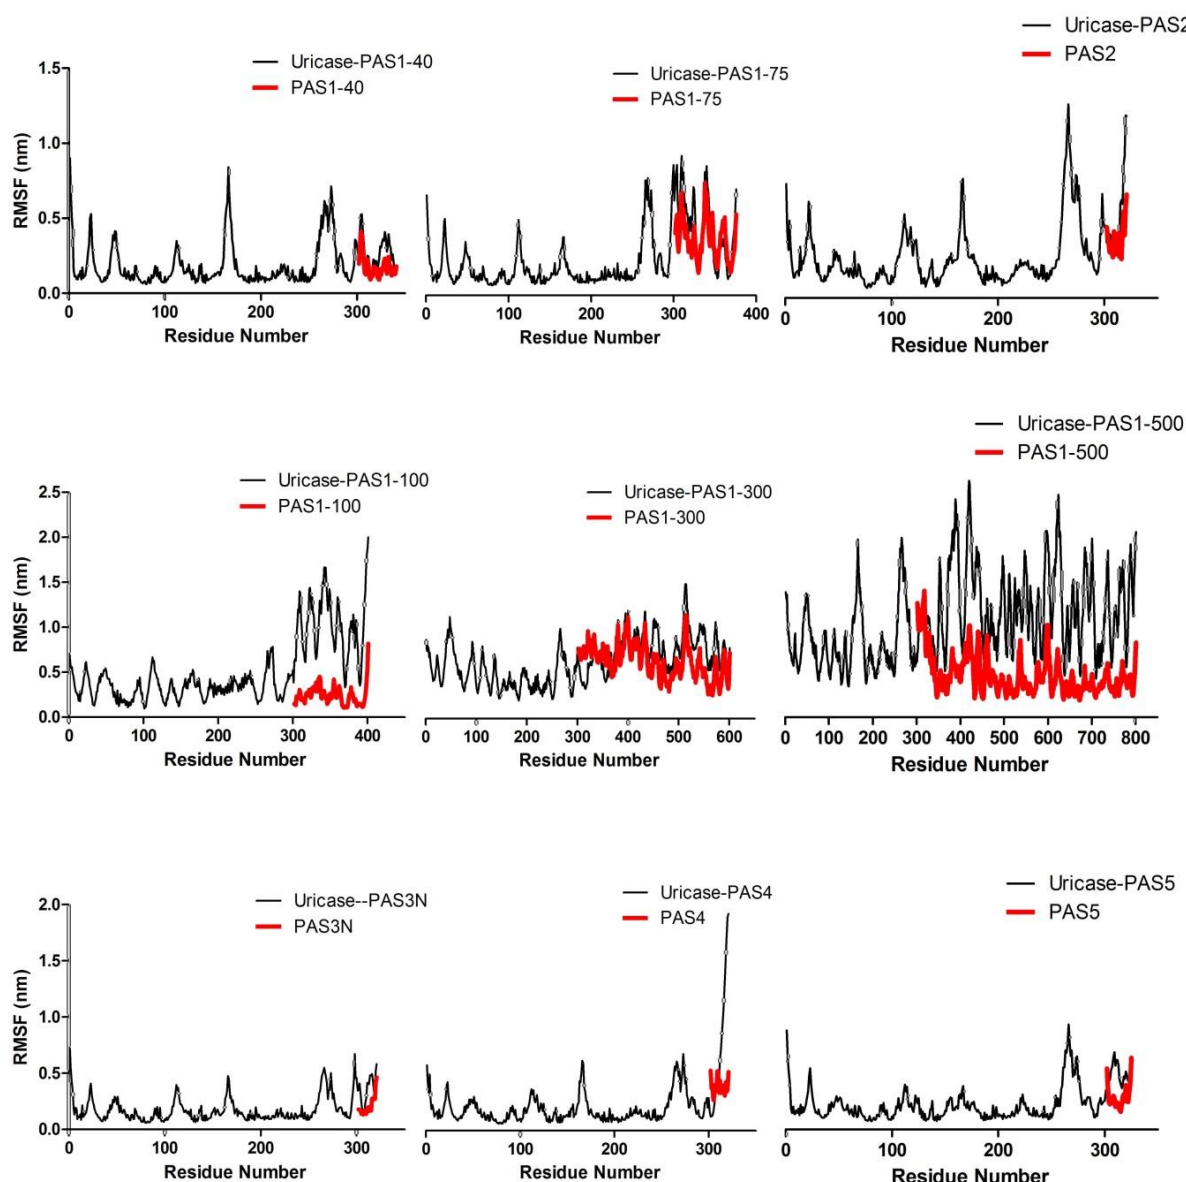 Uricase-PAS1-40
PAS1-40
1.5
1.0
0.5
0.0
RMSF (nm)
0 100 200 300
Residue Number
Uricase-PAS1-75
PAS1-75
0 100 200 300 400
Residue Number
Uricase-PAS2
PAS2
0 100 200 300
Residue Number
Uricase-PAS1-100
PAS1-100
2.5
2.0
1.5
1.0
0.5
0.0
RMSF (nm)
0 100 200 300 400
Residue Number
Uricase-PAS1-300
PAS1-300
0 100 200 300 400 500 600
Residue Number
Uricase-PAS1-500
PAS1-500
0 100 200 300 400 500 600 700 800
Residue Number
Uricase--PAS3N
PAS3N
2.0
1.5
1.0
0.5
0.0
RMSF (nm)
0 100 200 300
Residue Number
Uricase-PAS4
PAS4
0 100 200 300
Residue Number
Uricase-PAS5
PAS5
0 100 200 300
Residue Number